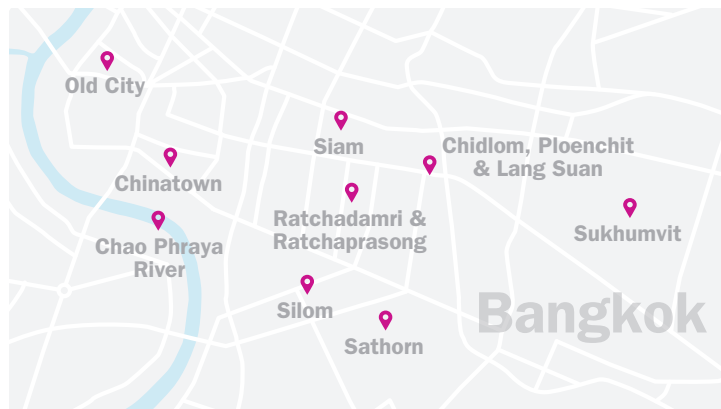 Old City
Siam
Chidlom, Ploenchit
& Lang Suan
Chinatown
Ratchadamri &
Ratchaprasong
Sukhumvit
Chao Phraya
River
Silom
Bangkok
Sathorn